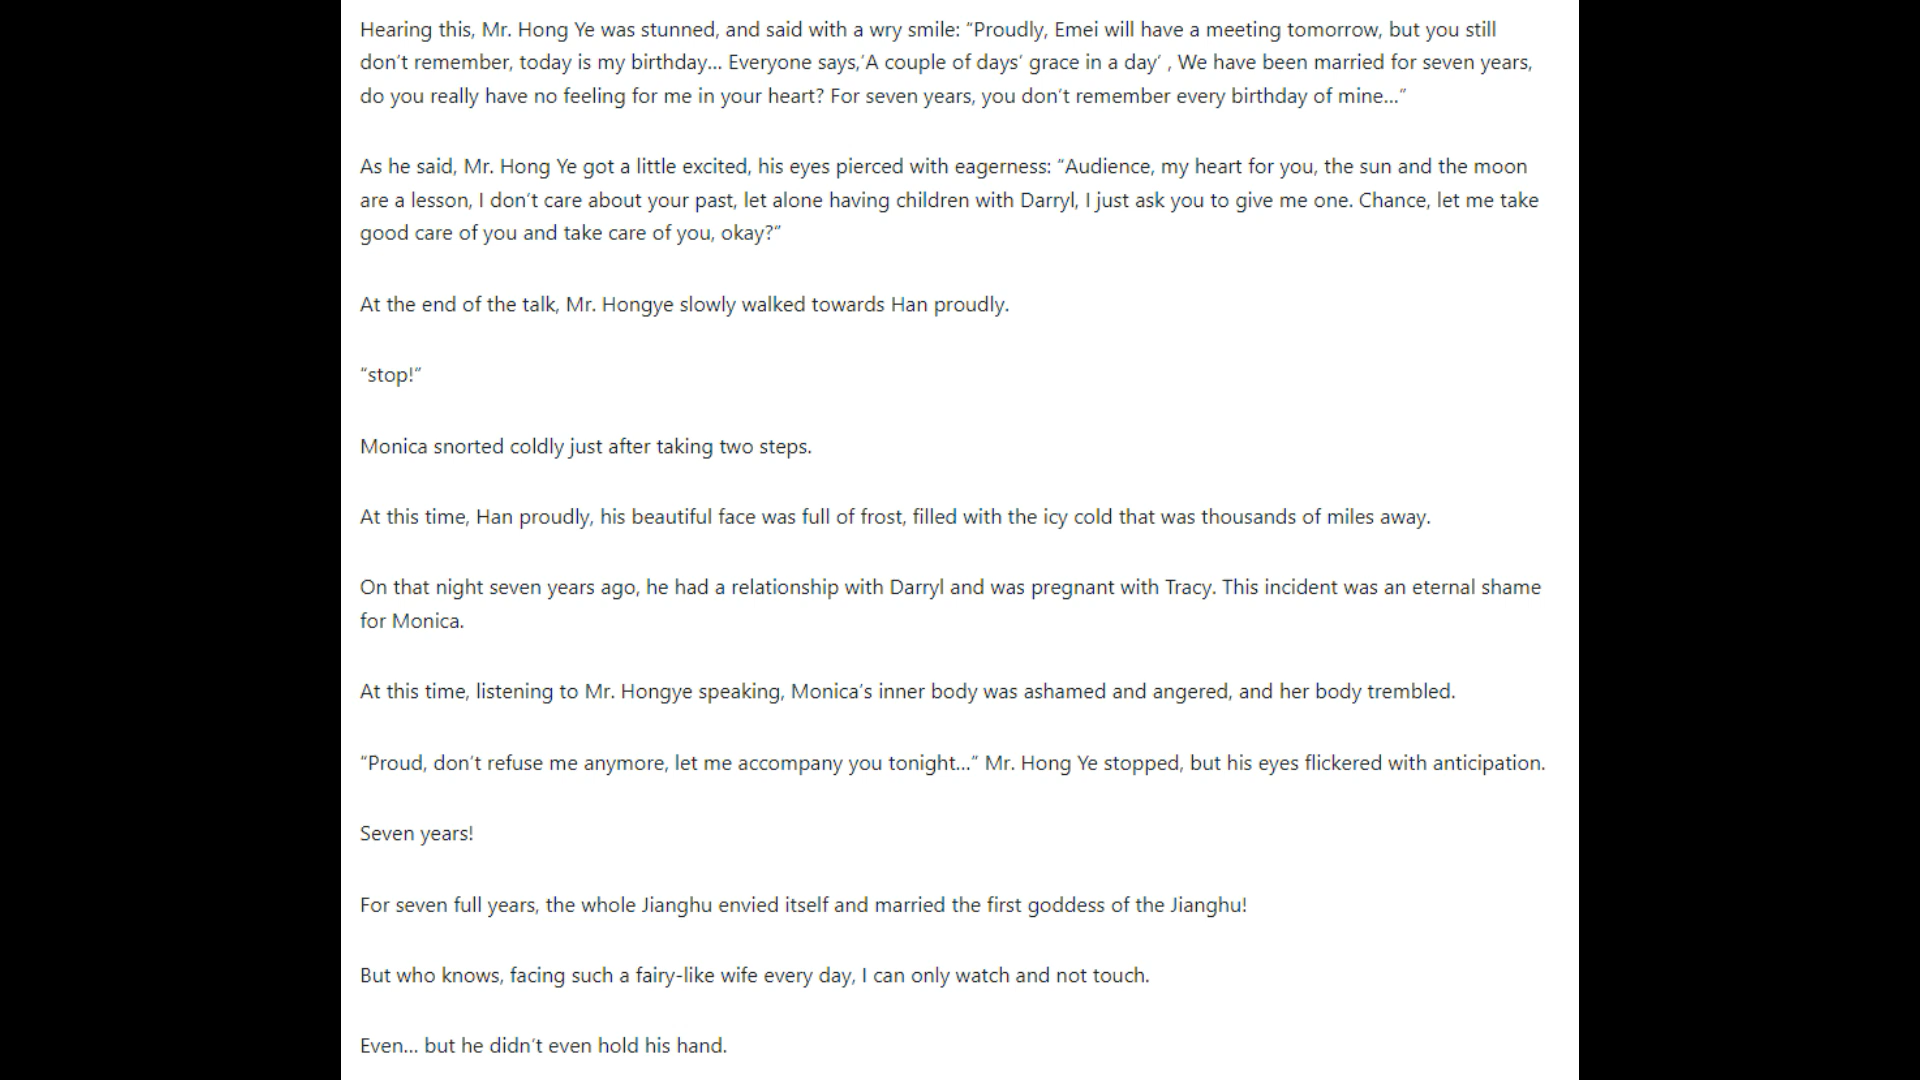 Hearing this, Mr. Hong Ye was stunned, and said with a wry smile: “Proudly, Emei will have a meeting tomorrow, but you still
don’t remember, today is my birthday... Everyone says,’A couple of days’ grace in a day’ , We have been married for seven years,
do you really have no feeling for me in your heart? For seven years, you don’t remember every birthday of mine...”
As he said, Mr. Hong Ye got a little excited, his eyes pierced with eagerness: “Audience, my heart for you, the sun and the moon
are a lesson, I don’t care about your past, let alone having children with Darryl, I just ask you to give me one. Chance, let me take
good care of you and take care of you, okay?”
At the end of the talk, Mr. Hongye slowly walked towards Han proudly.
“stop!”
Monica snorted coldly just after taking two steps.
At this time, Han proudly, his beautiful face was full of frost, filled with the icy cold that was thousands of miles away.
On that night seven years ago, he had a relationship with Darryl and was pregnant with Tracy. This incident was an eternal shame
for Monica.
At this time, listening to Mr. Hongye speaking, Monica’s inner body was ashamed and angered, and her body trembled.
“Proud, don’t refuse me anymore, let me accompany you tonight...” Mr. Hong Ye stopped, but his eyes flickered with anticipation.
Seven years!
For seven full years, the whole Jianghu envied itself and married the first goddess of the Jianghu!
But who knows, facing such a fairy-like wife every day, I can only watch and not touch.
Even... but he didn’t even hold his hand.